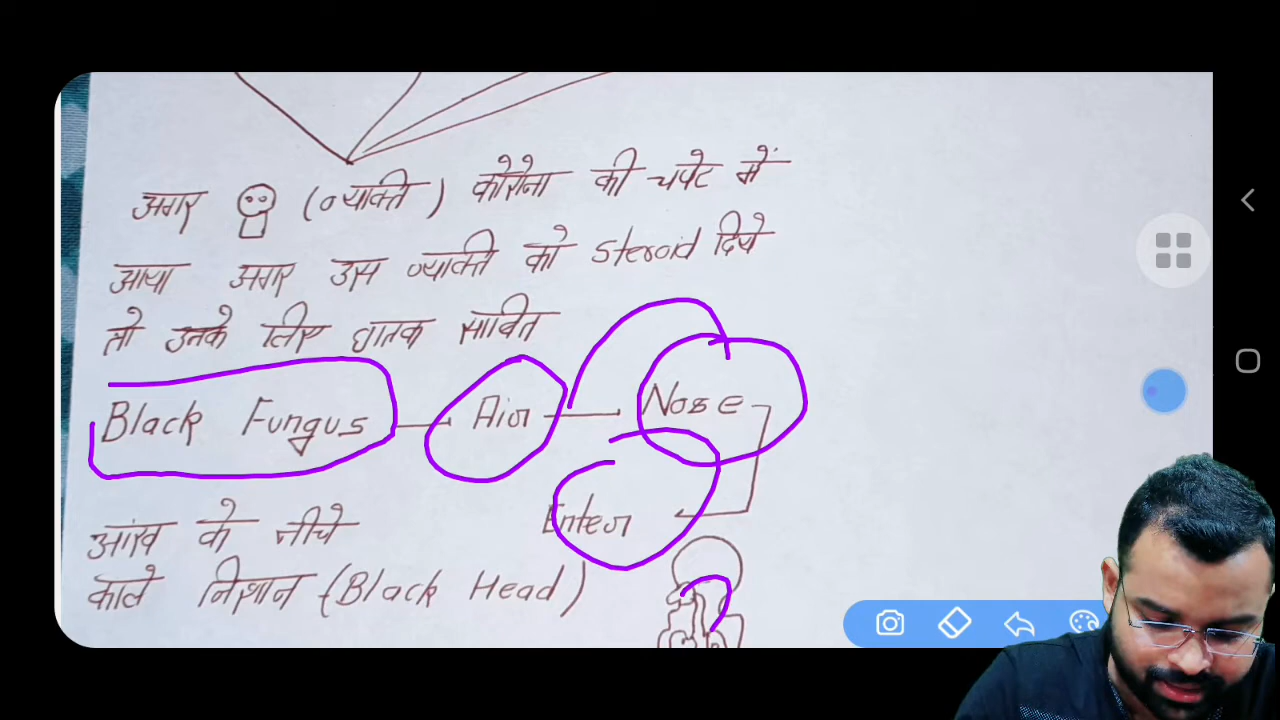 अगर (व्यक्ति) कोरोना की चपेट में
आया अगर उस व्यक्ति को Steroid दिये
तो उनके लिए घातक साबित
Black Fungus — Air — Nose
Enter
आंख के नीचे
काले निशान (Black Head)